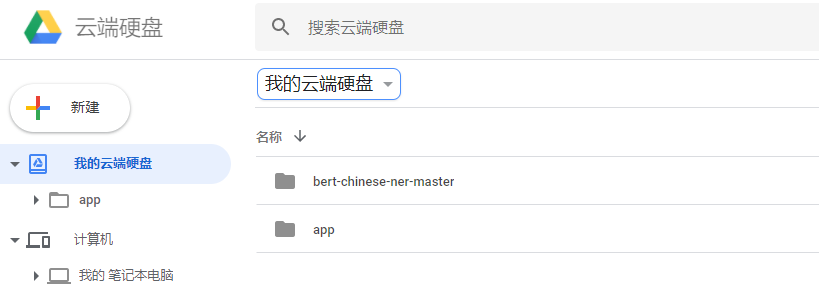 云端硬盘
搜索云端硬盘
新建
我的云端硬盘
app
计算机
我的 笔记本电脑
我的云端硬盘
名称
bert-chinese-ner-master
app